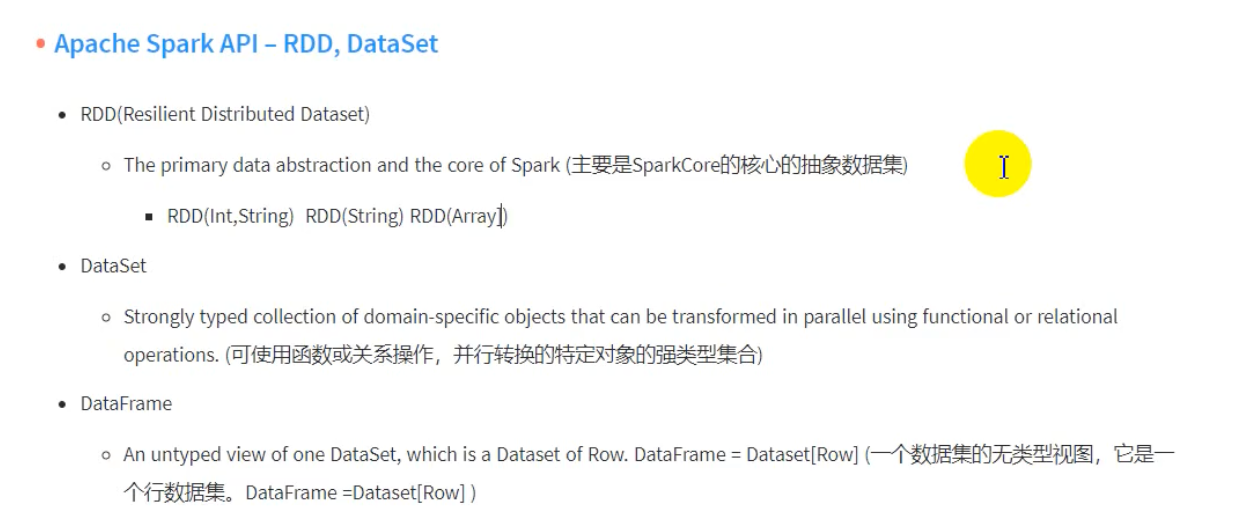 Apache Spark API – RDD, DataSet
RDD(Resilient Distributed Dataset)
The primary data abstraction and the core of Spark (主要是SparkCore的核心的抽象数据集)
RDD(Int,String)  RDD(String) RDD(Array])
DataSet
Strongly typed collection of domain-specific objects that can be transformed in parallel using functional or relational
operations. (可使用函数或关系操作，并行转换的特定对象的强类型集合)
DataFrame
An untyped view of one DataSet, which is a Dataset of Row. DataFrame = Dataset[Row] (一个数据集的无类型视图，它是一
个行数据集。DataFrame =Dataset[Row] )